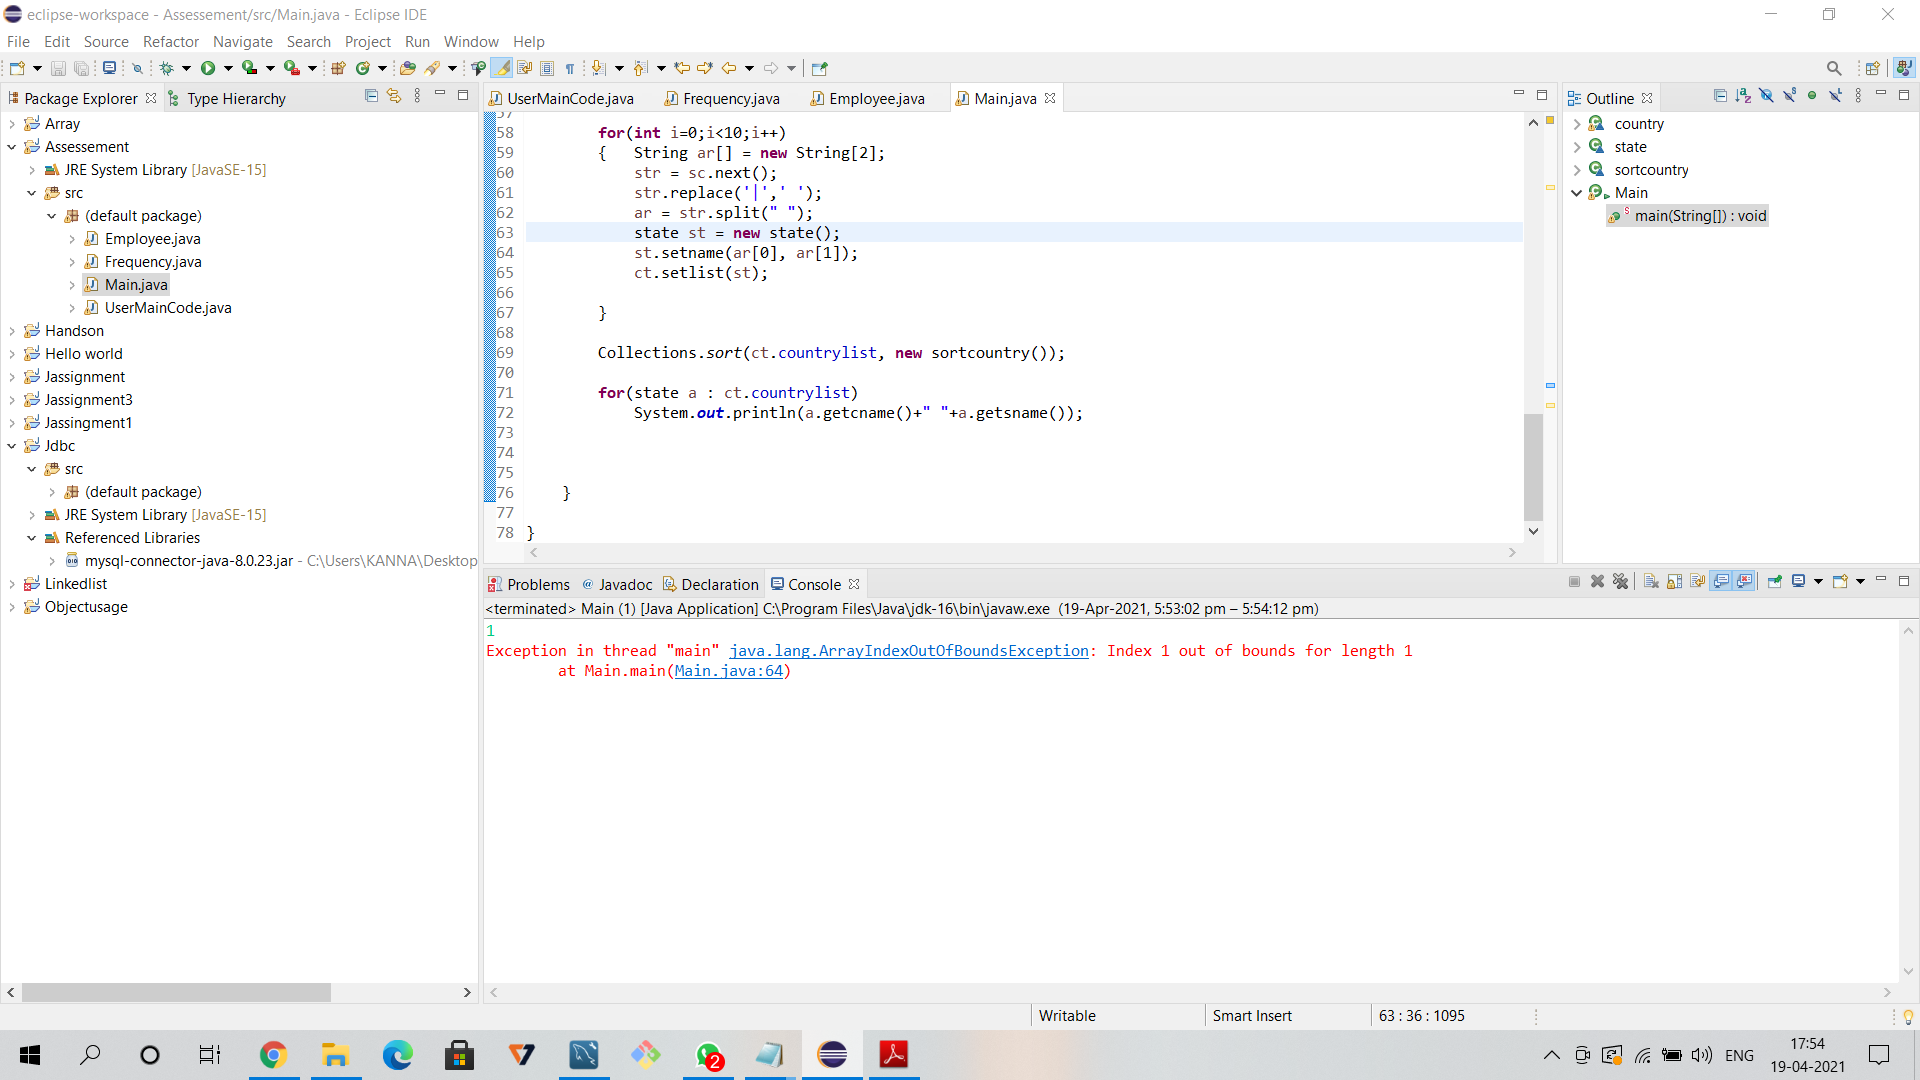 eclipse-workspace - Assessement/src/Main.java - Eclipse IDE
File Edit Source Refactor Navigate Search Project Run Window Help
Package Explorer Type Hierarchy
Array
Assessement
JRE System Library [JavaSE-15]
src
(default package)
Employee.java
Frequency.java
Main.java
UserMainCode.java
Handson
Hello world
Jassignment
Jassignment3
Jassingment1
Jdbc
src
(default package)
JRE System Library [JavaSE-15]
Referenced Libraries
mysql-connector-java-8.0.23.jar - C:\Users\KANNA\Desktop
Linkedlist
Objectusage
UserMainCode.java Frequency.java Employee.java Main.java
57
58 for(int i=0;i<10;i++)
59 { String ar[] = new String[2];
60 str = sc.next();
61 str.replace('|',' ');
62 ar = str.split(" ");
63 state st = new state();
64 st.setname(ar[0], ar[1]);
65 ct.setlist(st);
66
67 }
68
69 Collections.sort(ct.countrylist, new sortcountry());
70
71 for(state a : ct.countrylist)
72 System.out.println(a.getcname()+" "+a.getsname());
73
74
75
76 }
77
78 }
Outline
country
state
sortcountry
Main
main(String[]) : void
Problems Javadoc Declaration Console
<terminated> Main (1) [Java Application] C:\Program Files\Java\jdk-16\bin\javaw.exe (19-Apr-2021, 5:53:02 pm – 5:54:12 pm)
1
Exception in thread "main" java.lang.ArrayIndexOutOfBoundsException: Index 1 out of bounds for length 1
at Main.main(Main.java:64)
Writable Smart Insert 63 : 36 : 1095
2
ENG
17:54
19-04-2021